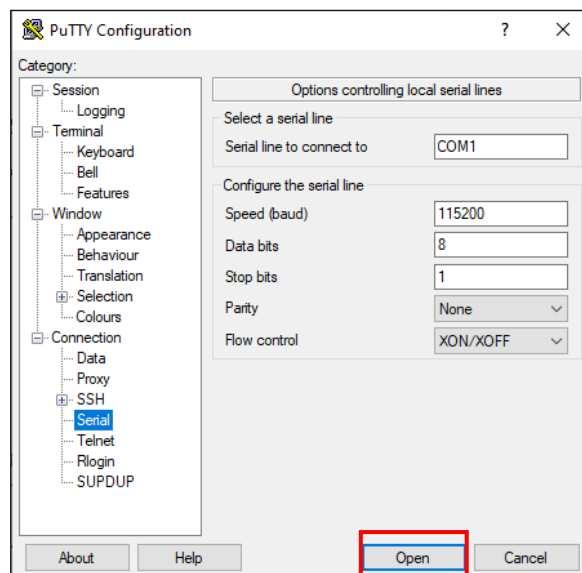 PuTTY Configuration
?
Category:
Session
Logging
Terminal
Keyboard
Bell
Features
Window
Appearance
Behaviour
Translation
Selection
Colours
Connection
Data
Proxy
SSH
Serial
Telnet
Rlogin
SUPDUP
Options controlling local serial lines
Select a serial line
Serial line to connect to COM1
Configure the serial line
Speed (baud) 115200
Data bits 8
Stop bits 1
Parity None
Flow control XON/XOFF
About Help Open Cancel